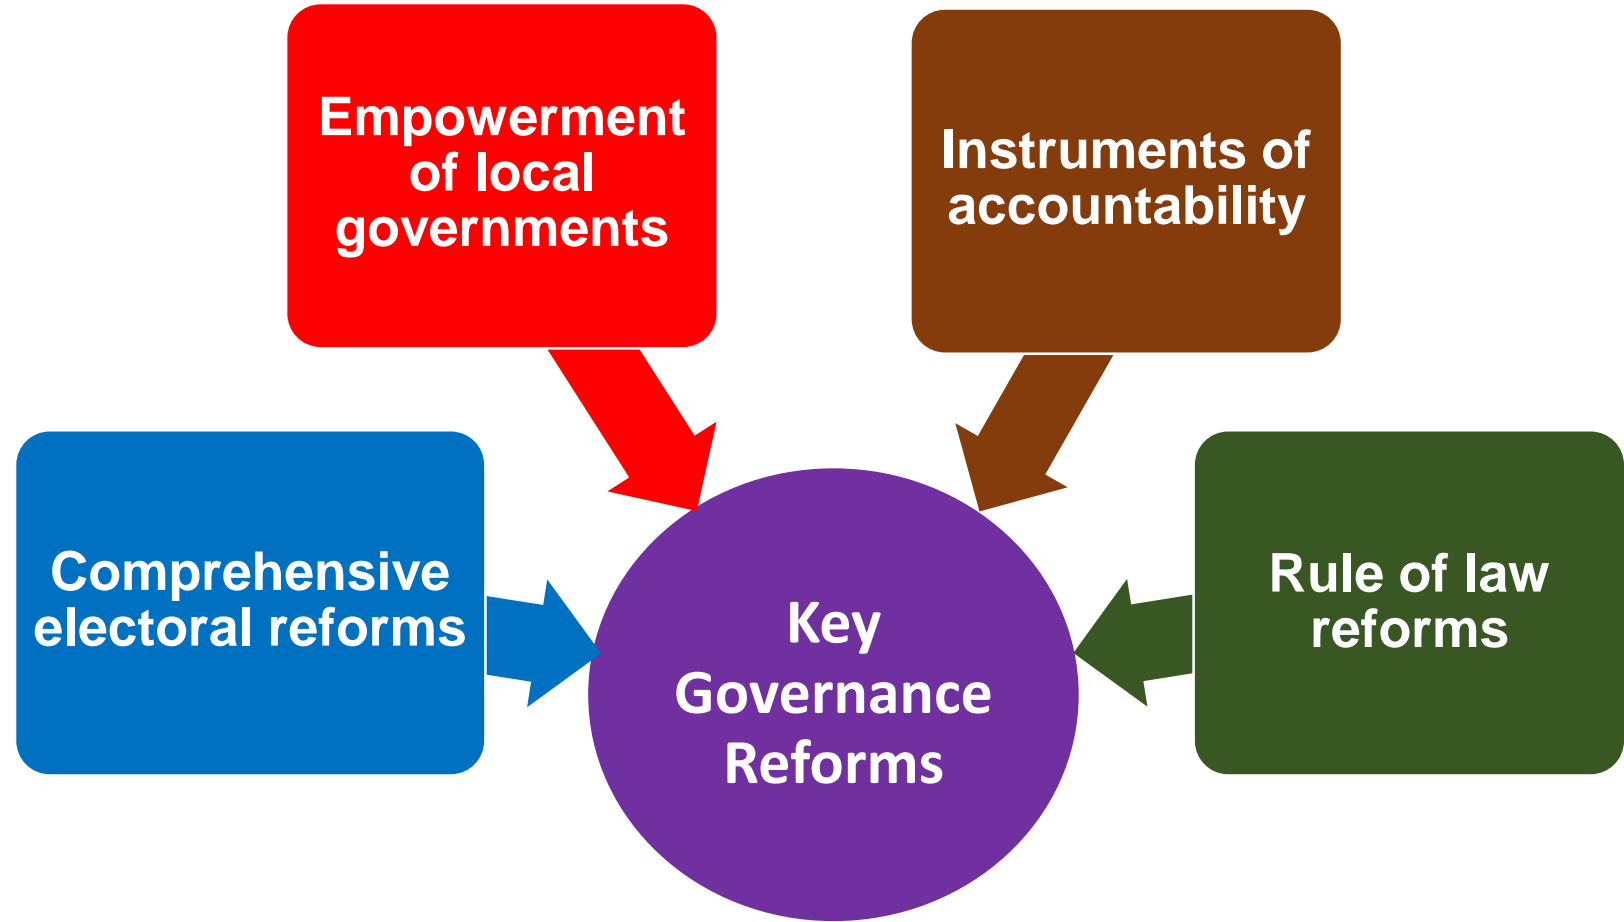 Empowerment
of local
governments
Instruments of
accountability
Comprehensive
electoral reforms
Key
Governance
Reforms
Rule of law
reforms